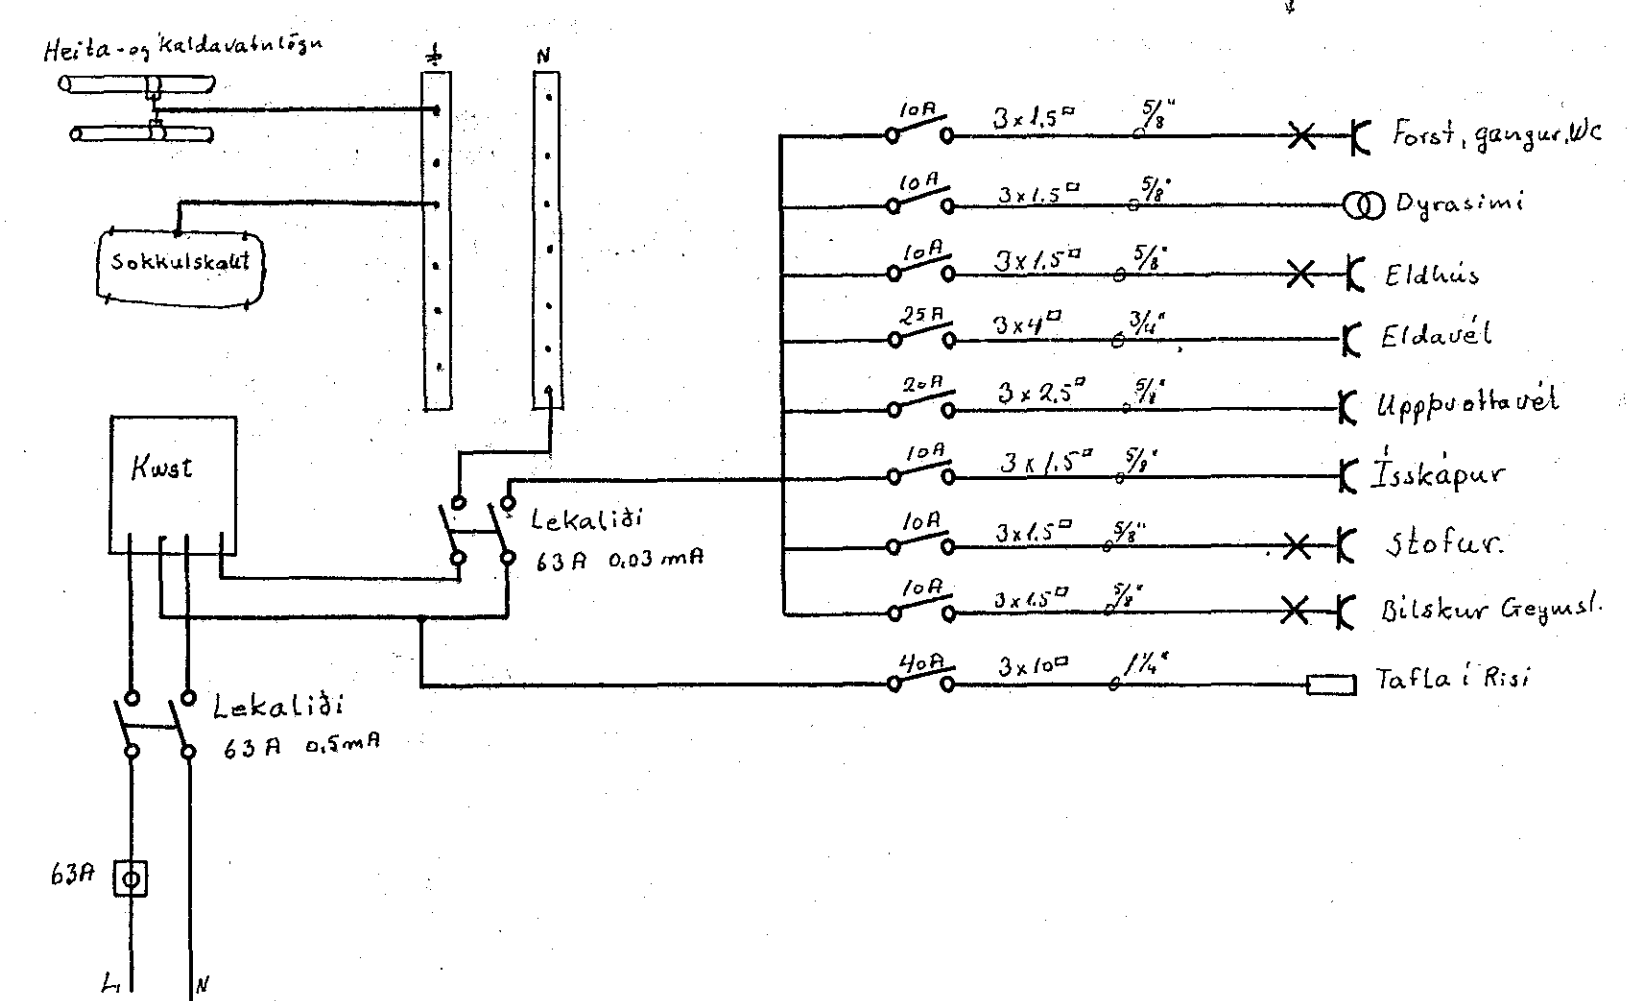 Heita-og kaldavatnlögn
⏚
N
Sokkulskaut
Kwst
Lekaliði
63A 0.03mA
Lekaliði
63A 0.5mA
63A
L1
N
10A 3x1.5▫ 5/8" Forst, gangur, Wc
10A 3x1.5▫ 5/8" Dyrasimi
10A 3x1.5▫ 5/8" Eldhús
25A 3x4▫ 3/4" Eldavél
20A 3x2.5▫ 5/8" Uppþvottavél
10A 3x1.5▫ 5/8" Ísskápur
10A 3x1.5▫ 5/8" Stofur.
10A 3x1.5▫ 5/8" Bílskur Geymsl.
40A 3x10▫ 1¼" Tafla í Risi